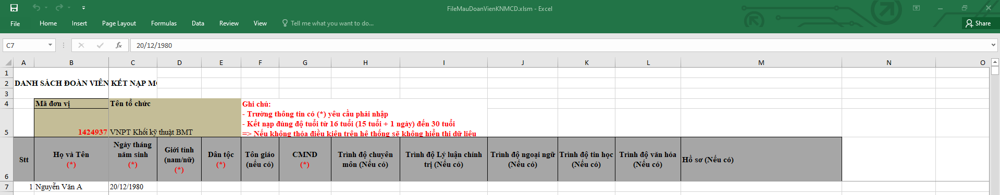 FileMauDoanVienKNMCD.xlsm - Excel
File Home Insert Page Layout Formulas Data Review View Tell me what you want to do... Share
C7 fx 20/12/1980
A B C D E F G H I J K L M N O
1
2 DANH SÁCH ĐOÀN VIÊN KẾT NẠP M
3
4 Mã đơn vị Tên tổ chức
Ghi chú:
- Trường thông tin có (*) yêu cầu phải nhập
- Kết nạp đúng độ tuổi từ 16 tuổi (15 tuổi + 1 ngày) đến 30 tuổi
5 1424937 VNPT Khối kỹ thuật BMT
=> Nếu không thỏa điều kiện trên hệ thống sẽ không hiển thị dữ liệu
6
Stt
Họ và Tên
(*)
Ngày tháng
năm sinh
(*)
Giới tính
(nam/nữ)
(*)
Dân tộc
(*)
Tôn giáo
(nếu có)
CMND
(*)
Trình độ chuyên
môn (Nếu có)
Trình độ Lý luận chính
trị (Nếu có)
Trình độ ngoại ngữ
(Nếu có)
Trình độ tin học
(Nếu có)
Trình độ văn hóa
(Nếu có)
Hồ sơ (Nếu có)
7 1 Nguyễn Văn A 20/12/1980